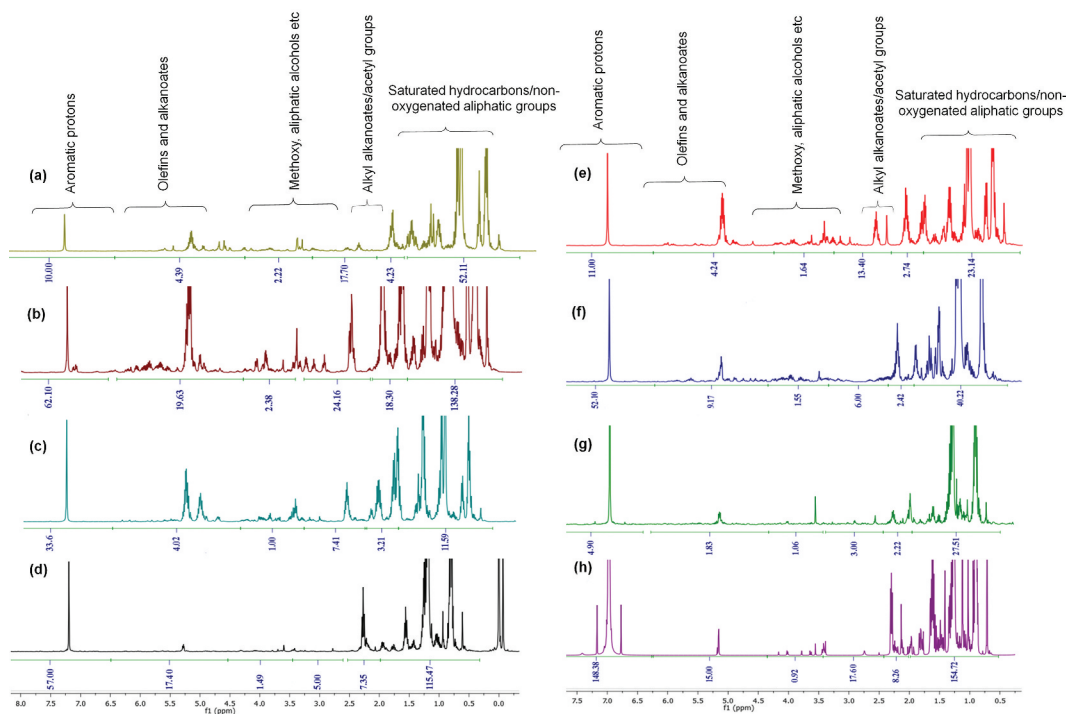 Aromatic protons
Olefins and alkanoates
Methoxy, aliphatic alcohols etc
Alkyl alkanoates/acetyl groups
Saturated hydrocarbons/non-
oxygenated aliphatic groups
(a)
10.00 4.39 2.22 17.70 4.23 52.11
(b)
62.10 19.63 2.38 24.16 18.30 138.28
(c)
33.6 4.02 1.00 7.41 3.21 11.59
(d)
57.00 17.40 1.49 5.00 7.35 115.47
8.0 7.5 7.0 6.5 6.0 5.5 5.0 4.5 4.0 3.5 3.0 2.5 2.0 1.5 1.0 0.5 0.0
f1 (ppm)
Aromatic protons
Olefins and alkanoates
Methoxy, aliphatic alcohols etc
Alkyl alkanoates/acetyl groups
Saturated hydrocarbons/non-
oxygenated aliphatic groups
(e)
11.00 4.24 1.64 13.40 2.74 23.14
(f)
52.10 9.17 1.55 6.00 2.42 40.22
(g)
4.90 1.83 1.06 3.00 2.22 27.51
(h)
148.38 15.00 0.92 17.60 8.26 154.72
7.5 7.0 6.5 6.0 5.5 5.0 4.5 4.0 3.5 3.0 2.5 2.0 1.5 1.0 0.5
f1 (ppm)